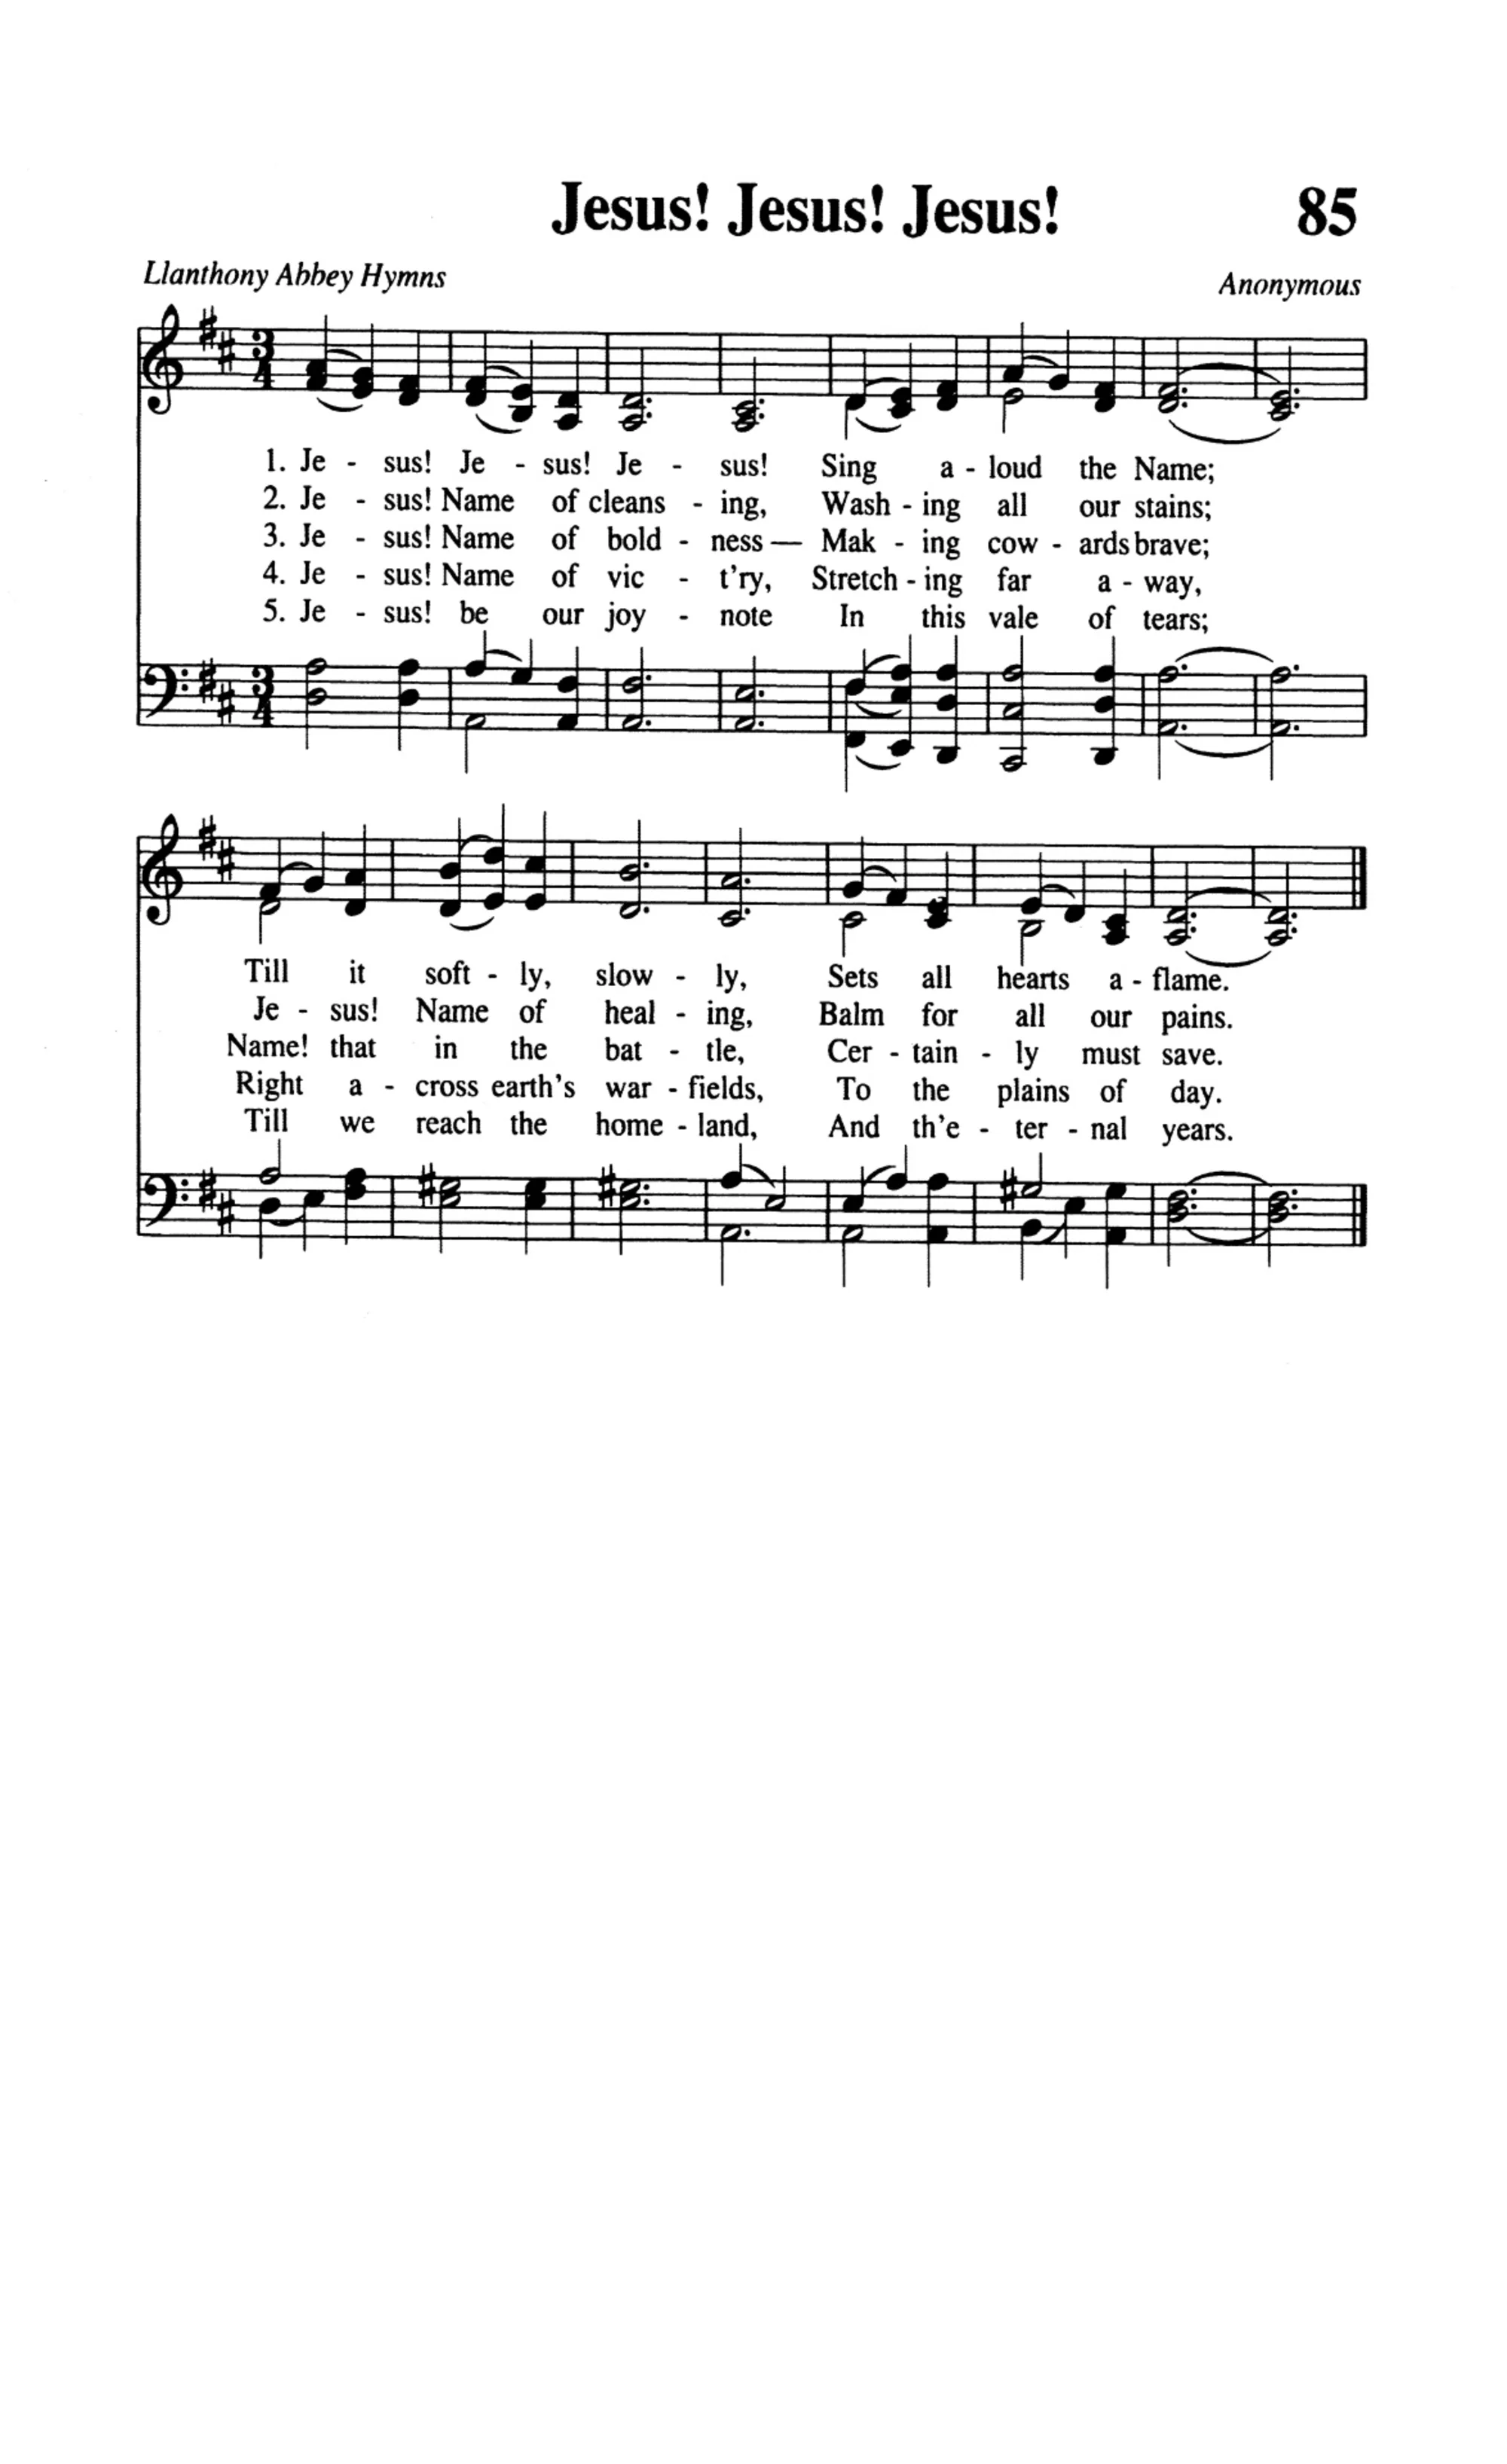 Jesus! Jesus! Jesus! 85
Llanthony Abbey Hymns Anonymous
3 4
1. Je - sus! Je - sus! Je - sus! Sing a - loud the Name;
2. Je - sus! Name of cleans - ing, Wash - ing all our stains;
3. Je - sus! Name of bold - ness — Mak - ing cow - ards brave;
4. Je - sus! Name of vic - t'ry, Stretch - ing far a - way,
5. Je - sus! be our joy - note In this vale of tears;
3 4
Till it soft - ly, slow - ly, Sets all hearts a - flame.
Je - sus! Name of heal - ing, Balm for all our pains.
Name! that in the bat - tle, Cer - tain - ly must save.
Right a - cross earth's war - fields, To the plains of day.
Till we reach the home - land, And th'e - ter - nal years.